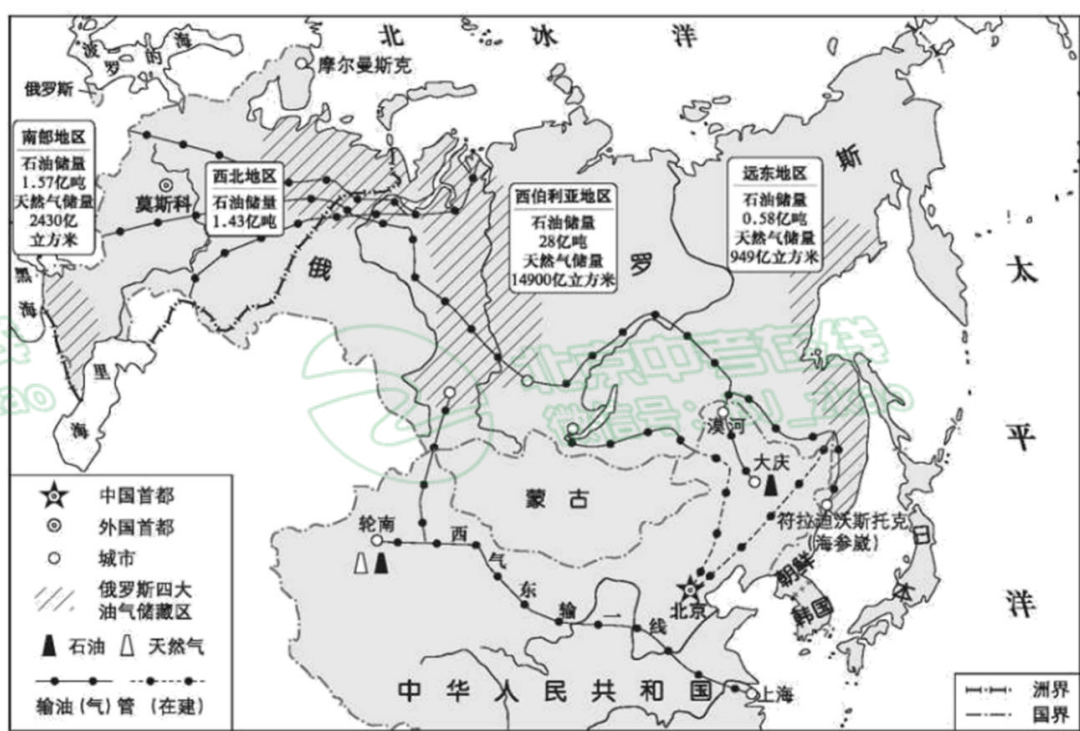 北冰洋
波罗的海
摩尔曼斯克
俄罗斯
南部地区
石油储量
1.57亿吨
天然气储量
2430亿
立方米
莫斯科
西北地区
石油储量
1.43亿吨
西伯利亚地区
石油储量
28亿吨
天然气储量
14900亿立方米
远东地区
石油储量
0.58亿吨
天然气储量
949亿立方米
俄罗斯
太平洋
黑海
里海
北京中考在线
漠河
大庆
蒙古
符拉迪沃斯托克
(海参崴)
日本
朝鲜
韩国
轮南
西气东输一线
北京
上海
中华人民共和国
中国首都
外国首都
城市
俄罗斯四大
油气储藏区
石油 天然气
输油(气)管 (在建)
洲界
国界